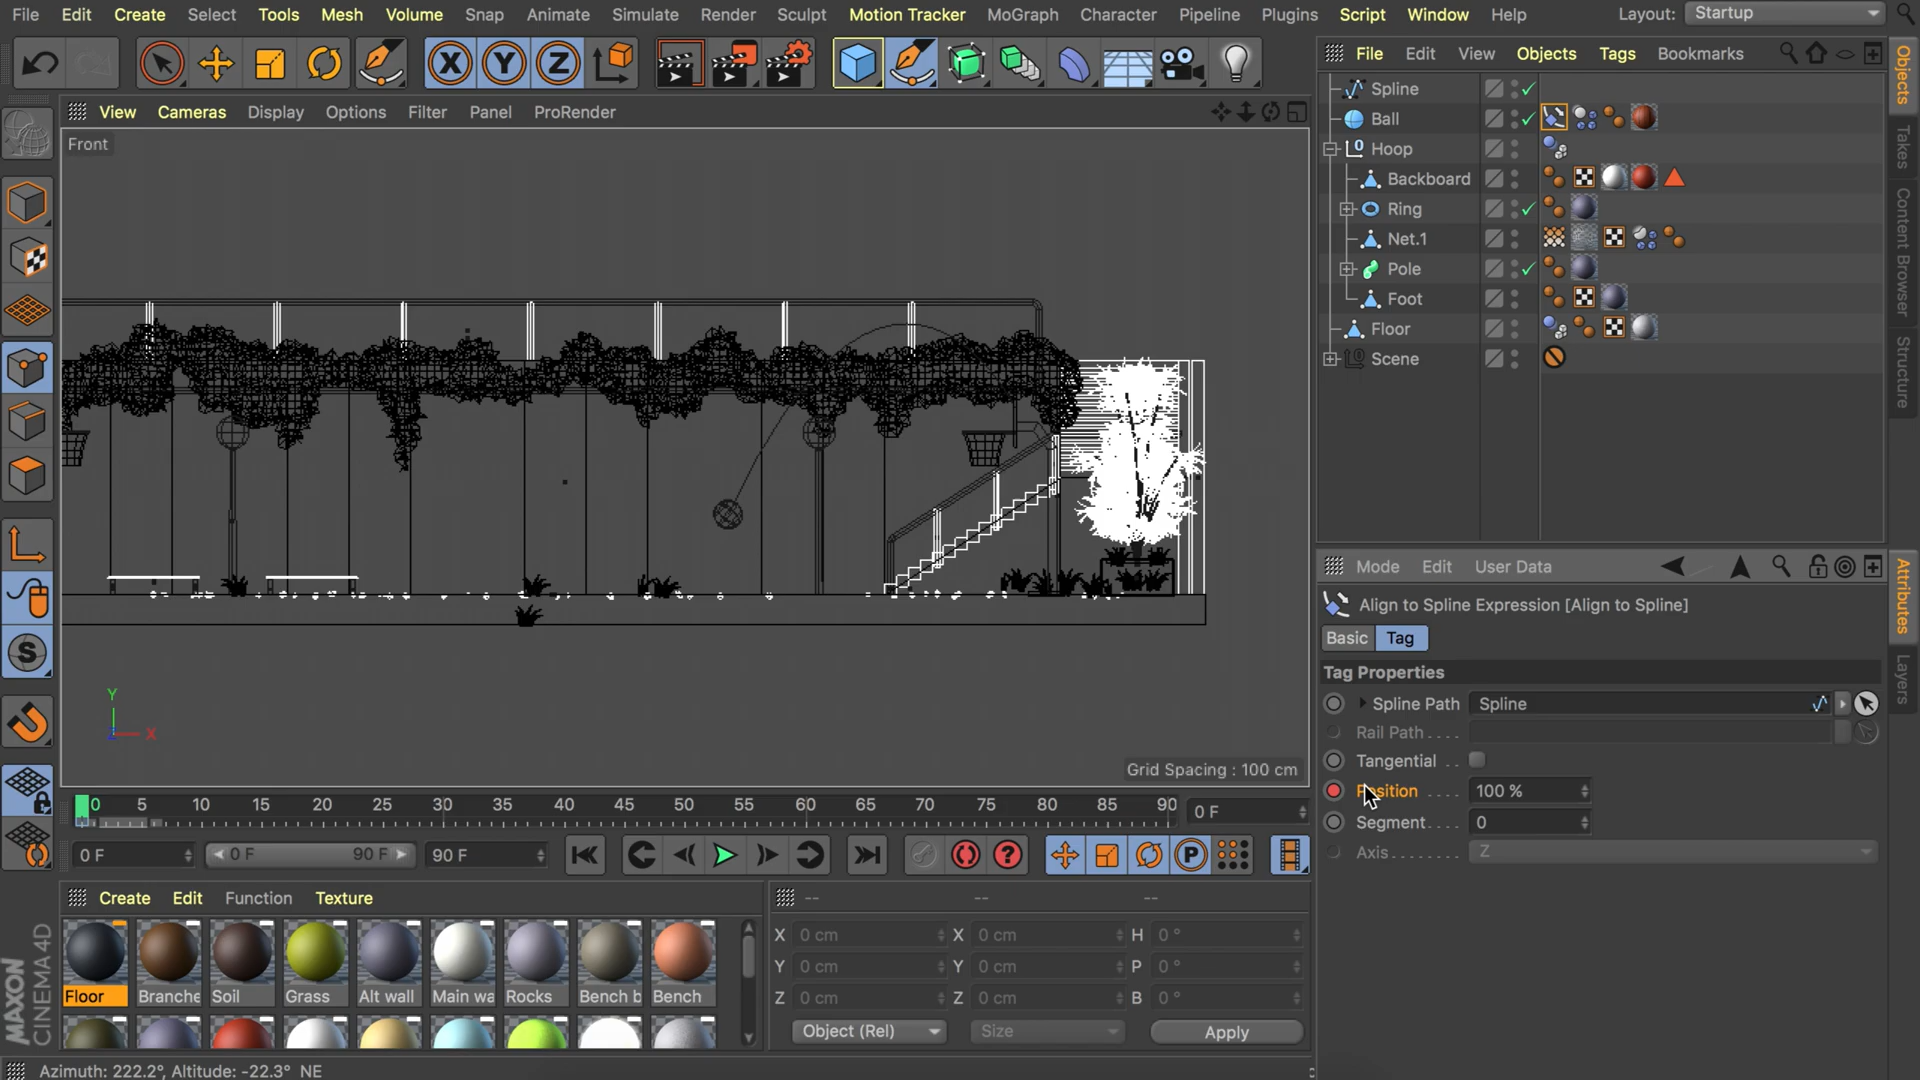 File Edit Create Select Tools Mesh Volume Snap Animate Simulate Render Sculpt Motion Tracker MoGraph Character Pipeline Plugins Script Window Help Layout: Startup
File Edit View Objects Tags Bookmarks
View Cameras Display Options Filter Panel ProRender
Front
Spline
Ball
Hoop
Backboard
Ring
Net.1
Pole
Foot
Floor
Scene
Objects
Takes
Content Browser
Structure
Y
X
Grid Spacing : 100 cm
Mode Edit User Data
Align to Spline Expression [Align to Spline]
Basic Tag
Tag Properties
Spline Path Spline
Rail Path . . . .
Tangential . .
Position . . . . 100 %
Segment . . . . 0
Axis . . . . . . . . Z
Attributes
Layers
0 5 10 15 20 25 30 35 40 45 50 55 60 65 70 75 80 85 90 0 F
0 F 0 F 90 F 90 F
Create Edit Function Texture
Floor Branche Soil Grass Alt wall Main wa Rocks Bench b Bench
-- -- --
X 0 cm X 0 cm H 0 °
Y 0 cm Y 0 cm P 0 °
Z 0 cm Z 0 cm B 0 °
Object (Rel) Size Apply
MAXON
CINEMA 4D
Azimuth: 222.2°, Altitude: -22.3° NE